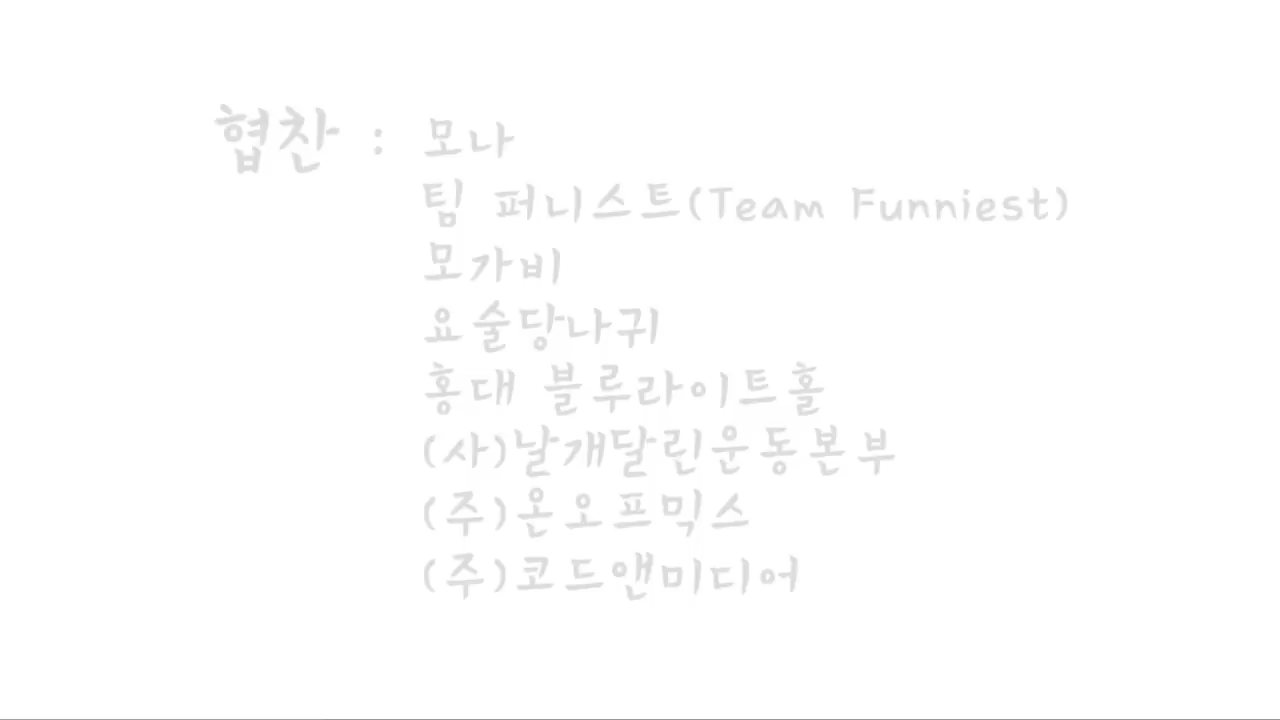 협찬 : 모나
팀 퍼니스트(Team Funniest)
모가비
요술당나귀
홍대 블루라이트홀
(사)날개달린운동본부
(주)온오프믹스
(주)코드앤미디어